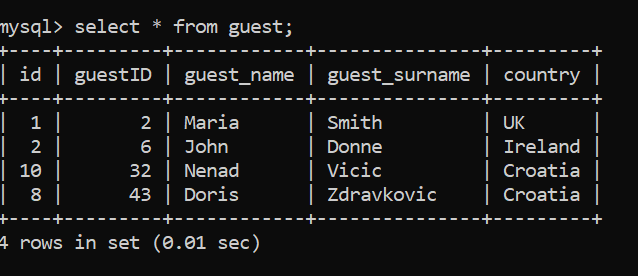 mysql> select * from guest;
+----+---------+------------+---------------+---------+
| id | guestID | guest_name | guest_surname | country |
+----+---------+------------+---------------+---------+
| 1 | 2 | Maria | Smith | UK |
| 2 | 6 | John | Donne | Ireland |
| 10 | 32 | Nenad | Vicic | Croatia |
| 8 | 43 | Doris | Zdravkovic | Croatia |
+----+---------+------------+---------------+---------+
4 rows in set (0.01 sec)